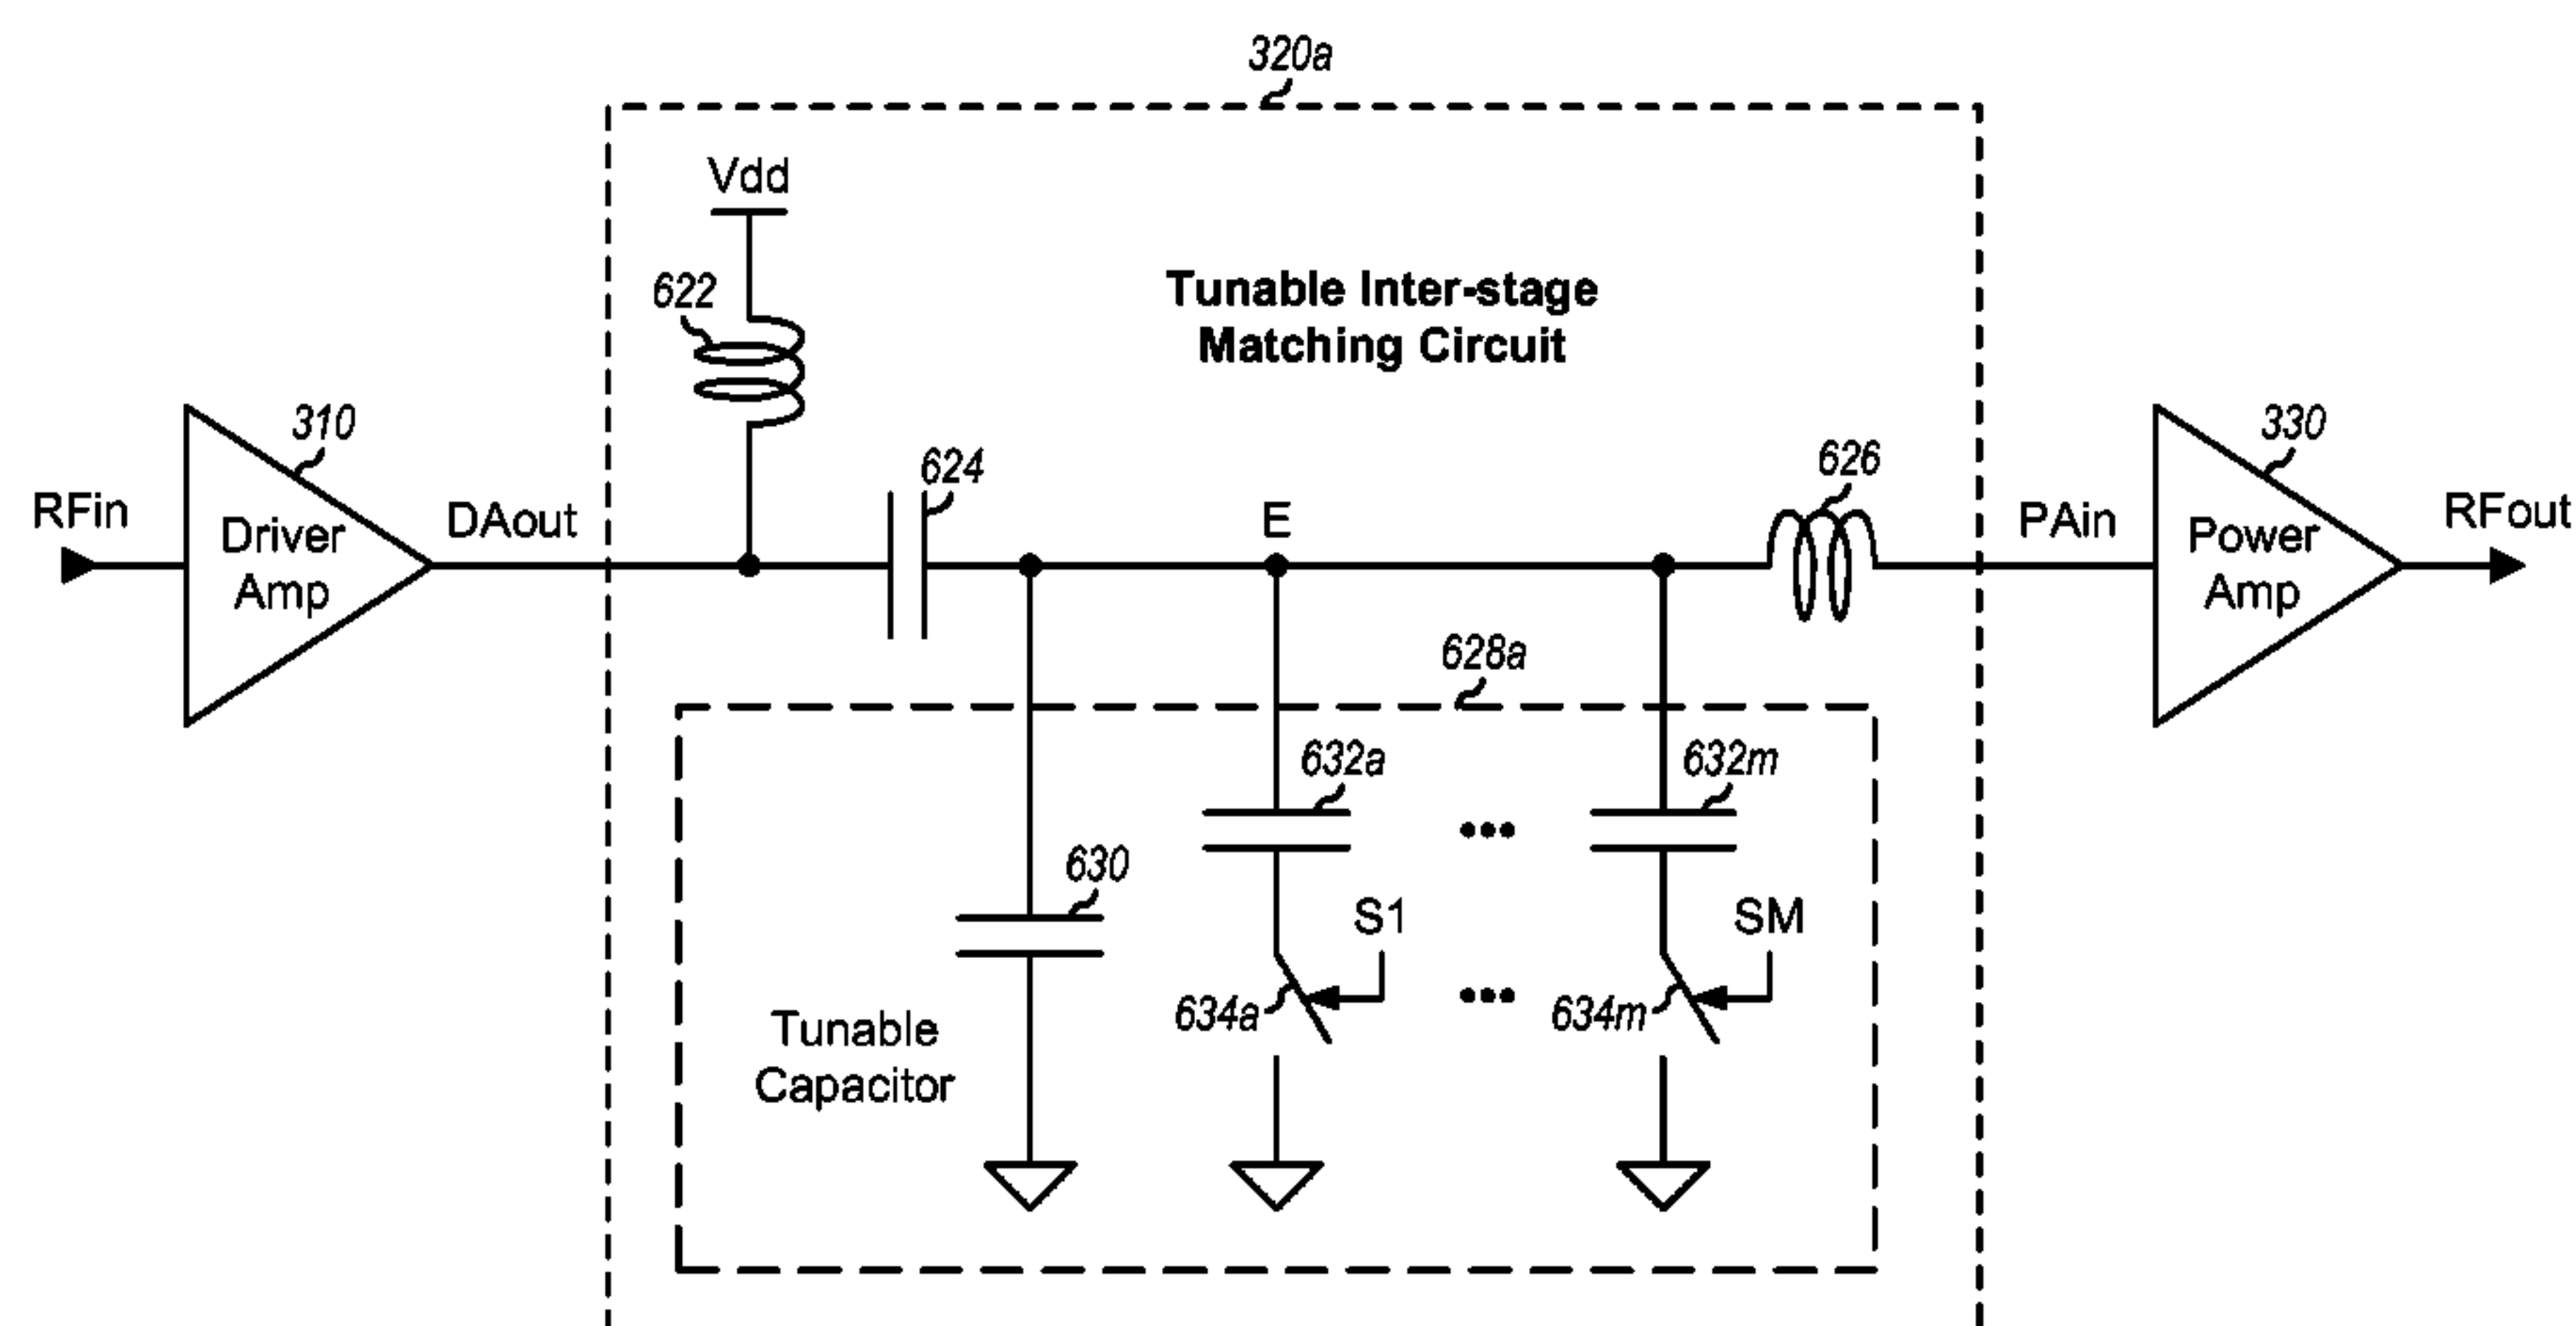 320a
Vdd
622
Tunable Inter-stage
Matching Circuit
310
624
626
330
RFin
Driver
Amp
DAout
E
PAin
Power
Amp
RFout
628a
632a
632m
630
S1
SM
634a
634m
Tunable
Capacitor